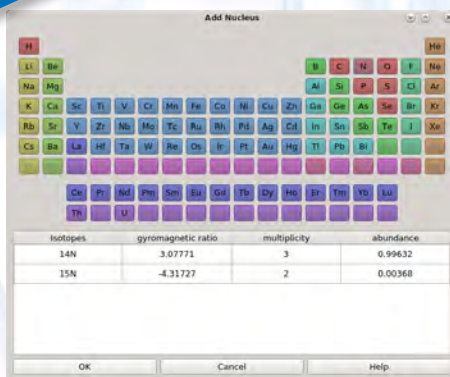 Add Nucleus
H He
Li Be B C N O F Ne
Na Mg Al Si P S Cl Ar
K Ca Sc Ti V Cr Mn Fe Co Ni Cu Zn Ga Ge As Se Br Kr
Rb Sr Y Zr Nb Mo Tc Ru Rh Pd Ag Cd In Sn Sb Te I Xe
Cs Ba La Hf Ta W Re Os Ir Pt Au Hg Tl Pb Bi
Ce Pr Nd Pm Sm Eu Gd Tb Dy Ho Er Tm Yb Lu
Th U
Isotopes gyromagnetic ratio multiplicity abundance
14N 3.07771 3 0.99632
15N -4.31727 2 0.00368
OK Cancel Help